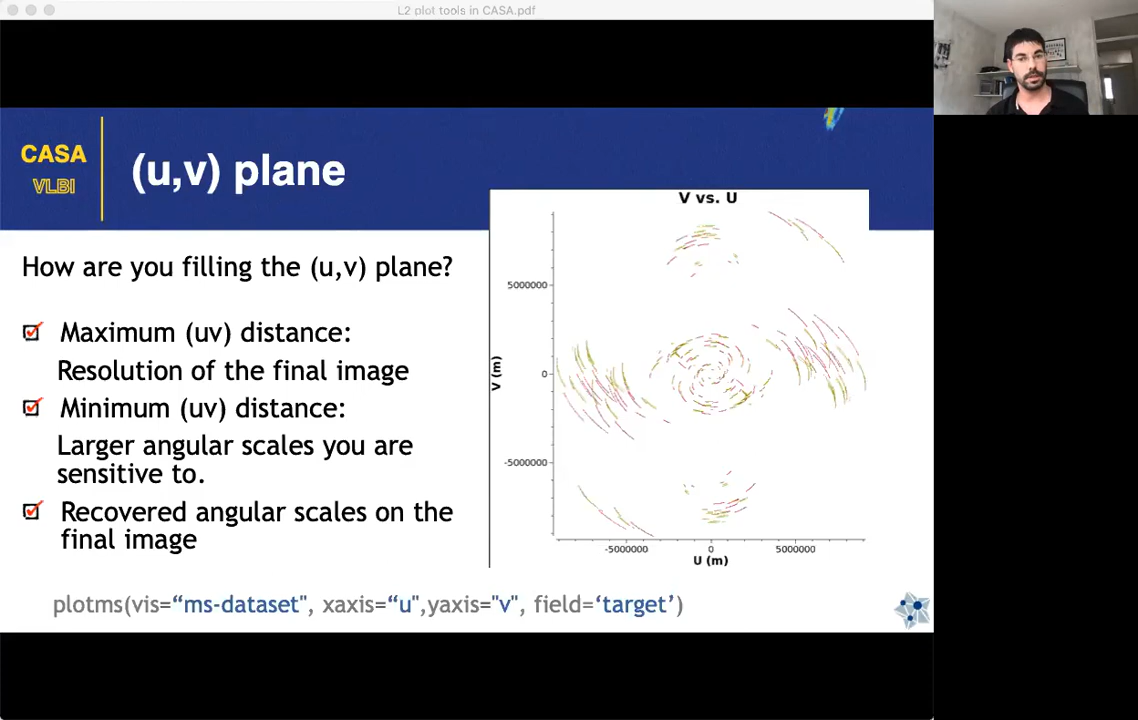 L2 plot tools in CASA.pdf
CASA
VLBI
(u,v) plane
How are you filling the (u,v) plane?
Maximum (uv) distance:
Resolution of the final image
Minimum (uv) distance:
Larger angular scales you are
sensitive to.
Recovered angular scales on the
final image
V vs. U
5000000
0
-5000000
V (m)
-5000000 0 5000000
U (m)
plotms(vis=“ms-dataset", xaxis=“u",yaxis="v", field=‘target’)